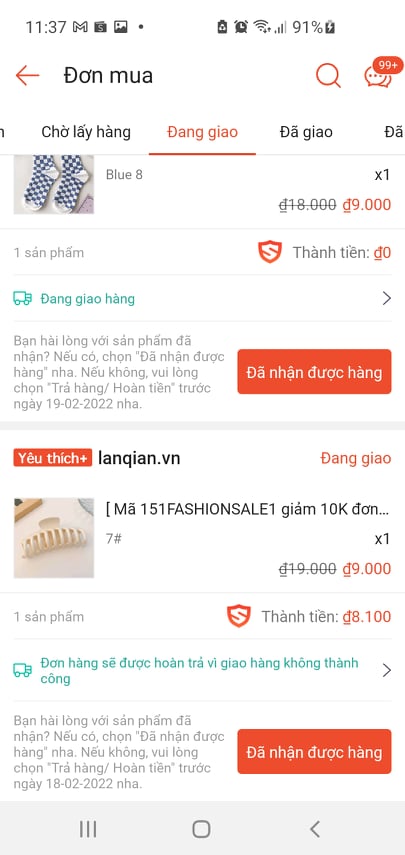 11:37 91%
Đơn mua 99+
Chờ lấy hàng Đang giao Đã giao Đã
Blue 8 x1
₫18.000 ₫9.000
1 sản phẩm Thành tiền: ₫0
Đang giao hàng
Bạn hài lòng với sản phẩm đã
nhận? Nếu có, chọn "Đã nhận được
hàng" nha. Nếu không, vui lòng
chọn "Trả hàng/ Hoàn tiền" trước
ngày 19-02-2022 nha.
Đã nhận được hàng
Yêu thích+ lanqian.vn Đang giao
[ Mã 151FASHIONSALE1 giảm 10K đơn...
7# x1
₫19.000 ₫9.000
1 sản phẩm Thành tiền: ₫8.100
Đơn hàng sẽ được hoàn trả vì giao hàng không thành
công
Bạn hài lòng với sản phẩm đã
nhận? Nếu có, chọn "Đã nhận được
hàng" nha. Nếu không, vui lòng
chọn "Trả hàng/ Hoàn tiền" trước
ngày 18-02-2022 nha.
Đã nhận được hàng